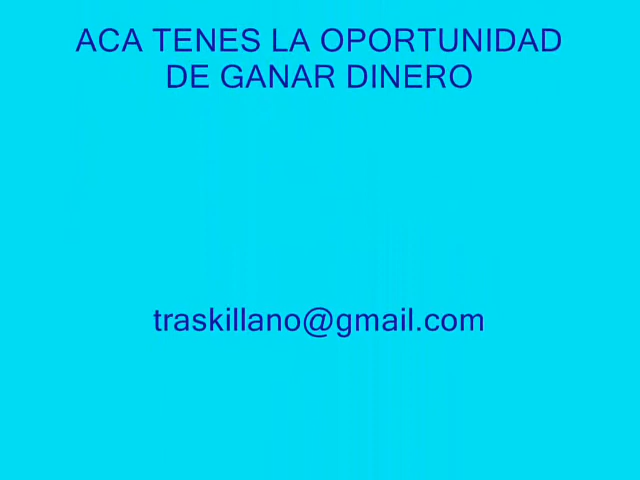 ACA TENES LA OPORTUNIDAD
DE GANAR DINERO
traskillano@gmail.com